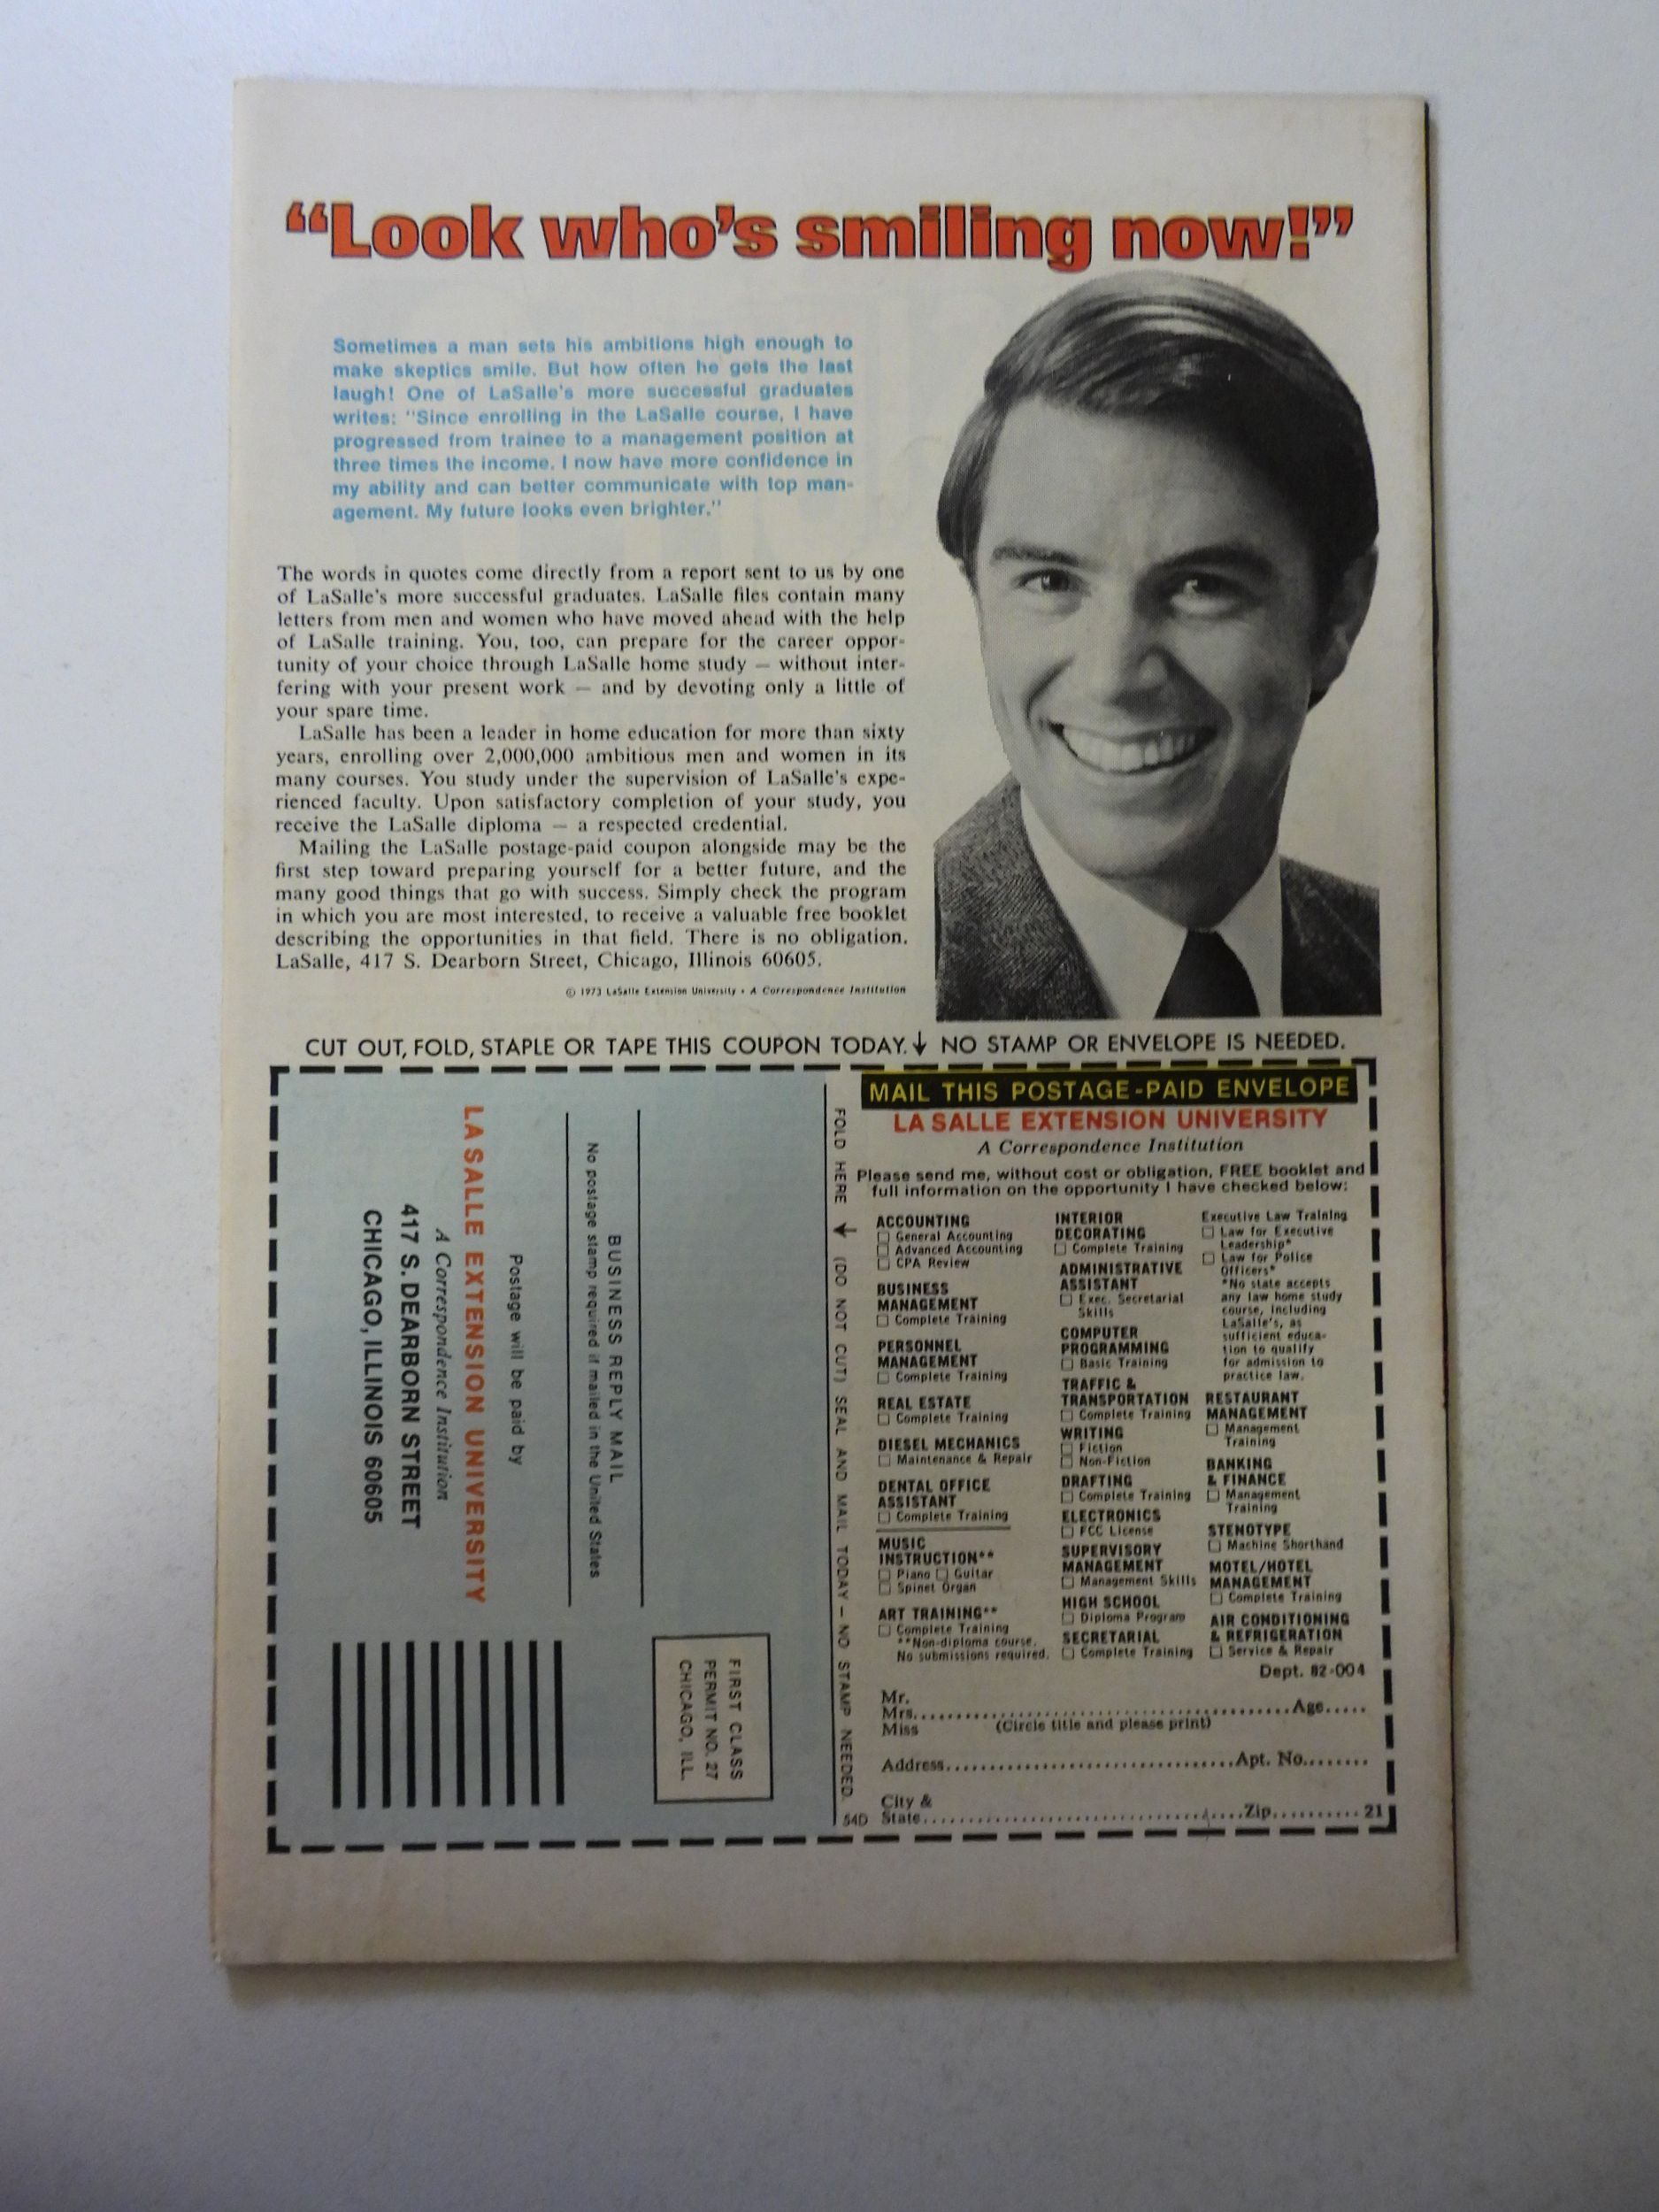 “Look who’s smiling now!”
Sometimes a man sets his ambitions high enough to
make skeptics smile. But how often he gets the last
laugh! One of LaSalle's more successful graduates
writes: "Since enrolling in the LaSalle course, I have
progressed from trainee to a management position at
three times the income. I now have more confidence in
my ability and can better communicate with top man-
agement. My future looks even brighter."
The words in quotes come directly from a report sent to us by one
of LaSalle's more successful graduates. LaSalle files contain many
letters from men and women who have moved ahead with the help
of LaSalle training. You, too, can prepare for the career oppor-
tunity of your choice through LaSalle home study — without inter-
fering with your present work — and by devoting only a little of
your spare time.
LaSalle has been a leader in home education for more than sixty
years, enrolling over 2,000,000 ambitious men and women in its
many courses. You study under the supervision of LaSalle's expe-
rienced faculty. Upon satisfactory completion of your study, you
receive the LaSalle diploma — a respected credential.
Mailing the LaSalle postage-paid coupon alongside may be the
first step toward preparing yourself for a better future, and the
many good things that go with success. Simply check the program
in which you are most interested, to receive a valuable free booklet
describing the opportunities in that field. There is no obligation.
LaSalle, 417 S. Dearborn Street, Chicago, Illinois 60605.
© 1973 LaSalle Extension University • A Correspondence Institution
CUT OUT, FOLD, STAPLE OR TAPE THIS COUPON TODAY.↓ NO STAMP OR ENVELOPE IS NEEDED.
FIRST CLASS
PERMIT NO. 27
CHICAGO, ILL.
BUSINESS REPLY MAIL
No postage stamp required if mailed in the United States
Postage will be paid by
LA SALLE EXTENSION UNIVERSITY
A Correspondence Institution
417 S. DEARBORN STREET
CHICAGO, ILLINOIS 60605
FOLD HERE ↓ (DO NOT CUT) SEAL AND MAIL TODAY — NO STAMP NEEDED.
MAIL THIS POSTAGE-PAID ENVELOPE
LA SALLE EXTENSION UNIVERSITY
A Correspondence Institution
Please send me, without cost or obligation, FREE booklet and
full information on the opportunity I have checked below:
ACCOUNTING
☐ General Accounting
☐ Advanced Accounting
☐ CPA Review
BUSINESS
MANAGEMENT
☐ Complete Training
PERSONNEL
MANAGEMENT
☐ Complete Training
REAL ESTATE
☐ Complete Training
DIESEL MECHANICS
☐ Maintenance & Repair
DENTAL OFFICE
ASSISTANT
☐ Complete Training
MUSIC
INSTRUCTION**
☐ Piano ☐ Guitar
☐ Spinet Organ
ART TRAINING**
☐ Complete Training
**Non-diploma course.
No submissions required.
INTERIOR
DECORATING
☐ Complete Training
ADMINISTRATIVE
ASSISTANT
☐ Exec. Secretarial
Skills
COMPUTER
PROGRAMMING
☐ Basic Training
TRAFFIC &
TRANSPORTATION
☐ Complete Training
WRITING
☐ Fiction
☐ Non-Fiction
DRAFTING
☐ Complete Training
ELECTRONICS
☐ FCC License
SUPERVISORY
MANAGEMENT
☐ Management Skills
HIGH SCHOOL
☐ Diploma Program
SECRETARIAL
☐ Complete Training
Executive Law Training
☐ Law for Executive
Leadership*
☐ Law for Police
Officers*
*No state accepts
any law home study
course, including
LaSalle's, as
sufficient educa-
tion to qualify
for admission to
practice law.
RESTAURANT
MANAGEMENT
☐ Management
Training
BANKING
& FINANCE
☐ Management
Training
STENOTYPE
☐ Machine Shorthand
MOTEL/HOTEL
MANAGEMENT
☐ Complete Training
AIR CONDITIONING
& REFRIGERATION
☐ Service & Repair
Dept. 82-004
Mr.
Mrs. Age
Miss (Circle title and please print)
Address Apt. No.
City &
54D State Zip 21